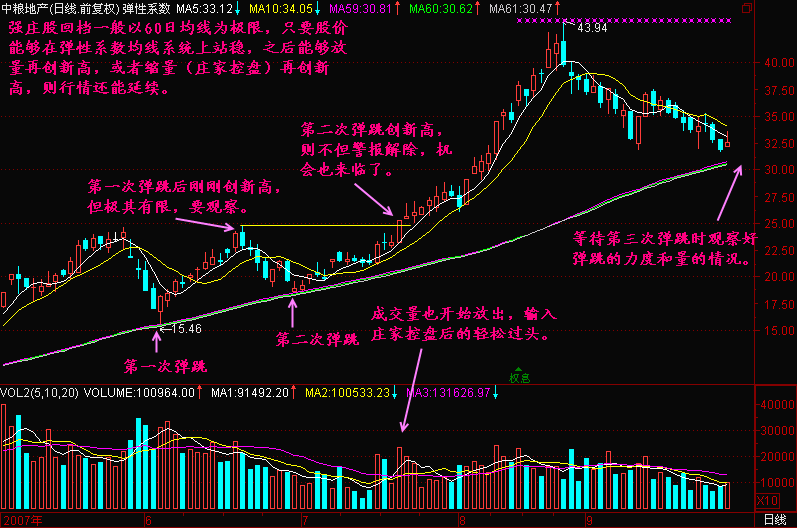 中粮地产(日线.前复权) 弹性系数 MA5:33.12↓ MA10:34.05↓ MA59:30.81↑ MA60:30.62↑ MA61:30.47↑
强庄股回档一般以60日均线为极限，只要股价
能够在弹性系数均线系统上站稳，之后能够放
量再创新高，或者缩量（庄家控盘）再创新
高，则行情还能延续。
43.94
第二次弹跳创新高，
则不但警报解除，机
会也来临了。
第一次弹跳后刚刚创新高，
但极其有限，要观察。
等待第三次弹跳时观察好
弹跳的力度和量的情况。
←15.46
第一次弹跳
第二次弹跳
成交量也开始放出，输入
庄家控盘后的轻松过头。
权息
40.00
37.50
35.00
32.50
30.00
27.50
25.00
22.50
20.00
17.50
15.00
VOL2(5,10,20) VOLUME:100964.00↑ MA1:91492.20↑ MA2:100533.23↓ MA3:131626.97↓
40000
30000
20000
10000
X10
2007年 6 7 8 9 日线